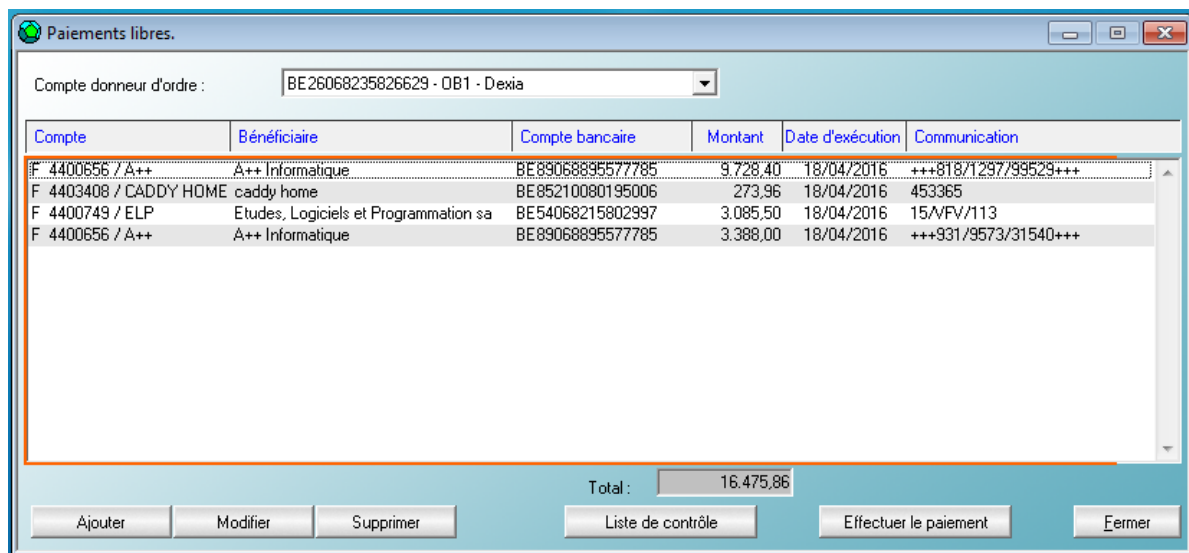 Paiements libres.
Compte donneur d'ordre : BE26068235826629 - OB1 - Dexia
Compte Bénéficiaire Compte bancaire Montant Date d'exécution Communication
F 4400656 / A++ A++ Informatique BE89068895577785 9.728,40 18/04/2016 +++818/1297/99529+++
F 4403408 / CADDY HOME caddy home BE85210080195006 273,96 18/04/2016 453365
F 4400749 / ELP Etudes, Logiciels et Programmation sa BE54068215802997 3.085,50 18/04/2016 15/VFV/113
F 4400656 / A++ A++ Informatique BE89068895577785 3.388,00 18/04/2016 +++931/9573/31540+++
Total : 16.475,86
Ajouter Modifier Supprimer Liste de contrôle Effectuer le paiement Fermer